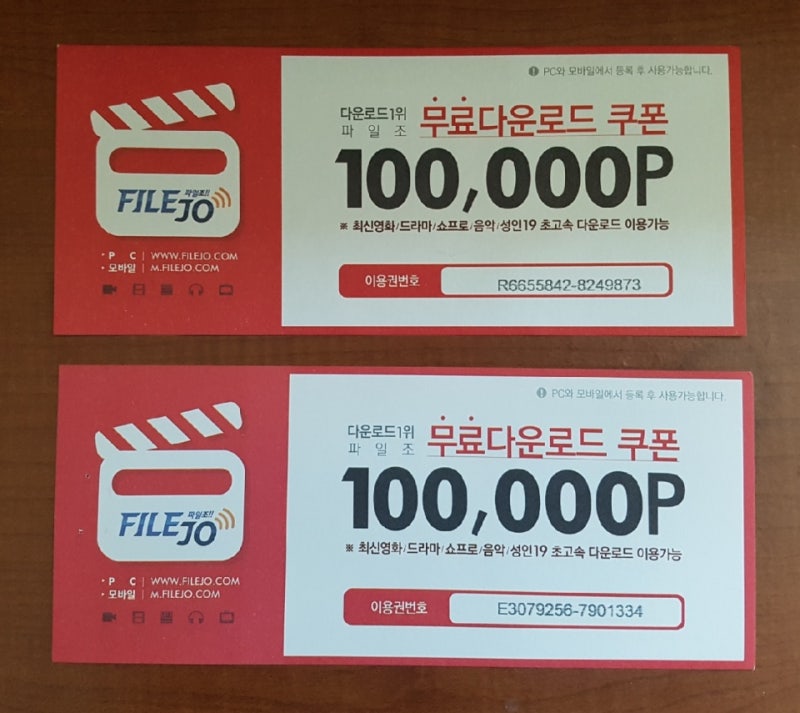 PC와 모바일에서 등록 후 사용가능합니다.
다운로드1위
파일조
무료다운로드 쿠폰
100,000P
※ 최신영화/드라마/쇼프로/음악/성인19 초고속 다운로드 이용가능
이용권번호
R6655842-8249873
파일조!!
FILEJO
· P C | WWW.FILEJO.COM
· 모바일 | M.FILEJO.COM
PC와 모바일에서 등록 후 사용가능합니다.
다운로드1위
파일조
무료다운로드 쿠폰
100,000P
※ 최신영화/드라마/쇼프로/음악/성인19 초고속 다운로드 이용가능
이용권번호
E3079256-7901334
파일조!!
FILEJO
· P C | WWW.FILEJO.COM
· 모바일 | M.FILEJO.COM